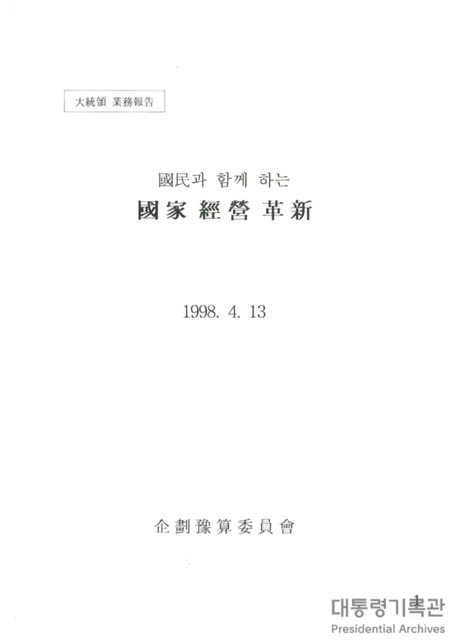 大統領 業務報告
國民과 함께 하는
國家 經營 革新
1998. 4. 13
企劃豫算委員會
1
대통령기록관
Presidential Archives